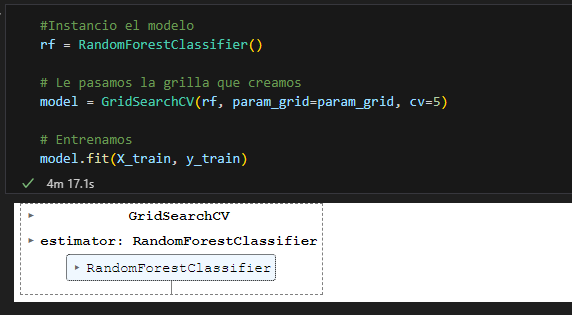 #Instancio el modelo
rf = RandomForestClassifier()
# Le pasamos la grilla que creamos
model = GridSearchCV(rf, param_grid=param_grid, cv=5)
# Entrenamos
model.fit(X_train, y_train)
4m 17.1s
GridSearchCV
estimator: RandomForestClassifier
RandomForestClassifier